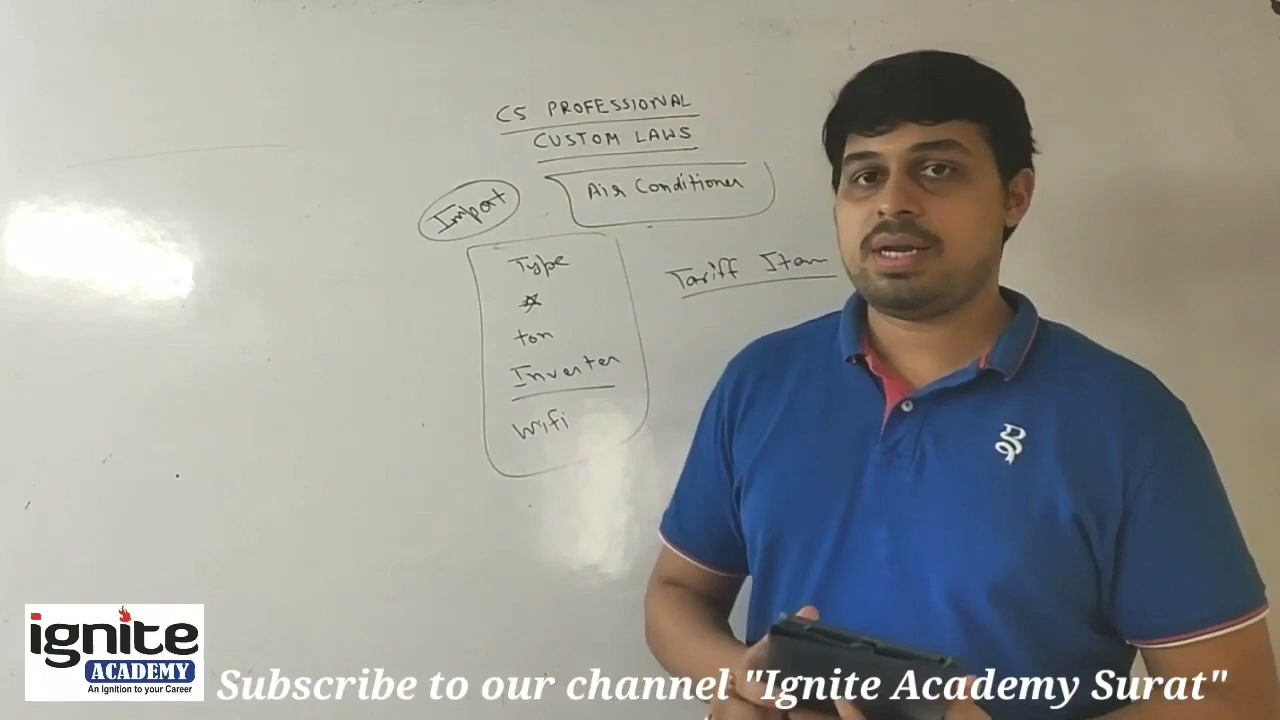 CS PROFESSIONAL
CUSTOM LAWS
Air Conditioner
Import
Type
ton
Inverter
Wifi
Tariff Item
ignite
ACADEMY
An Ignition to your Career
Subscribe to our channel "Ignite Academy Surat"